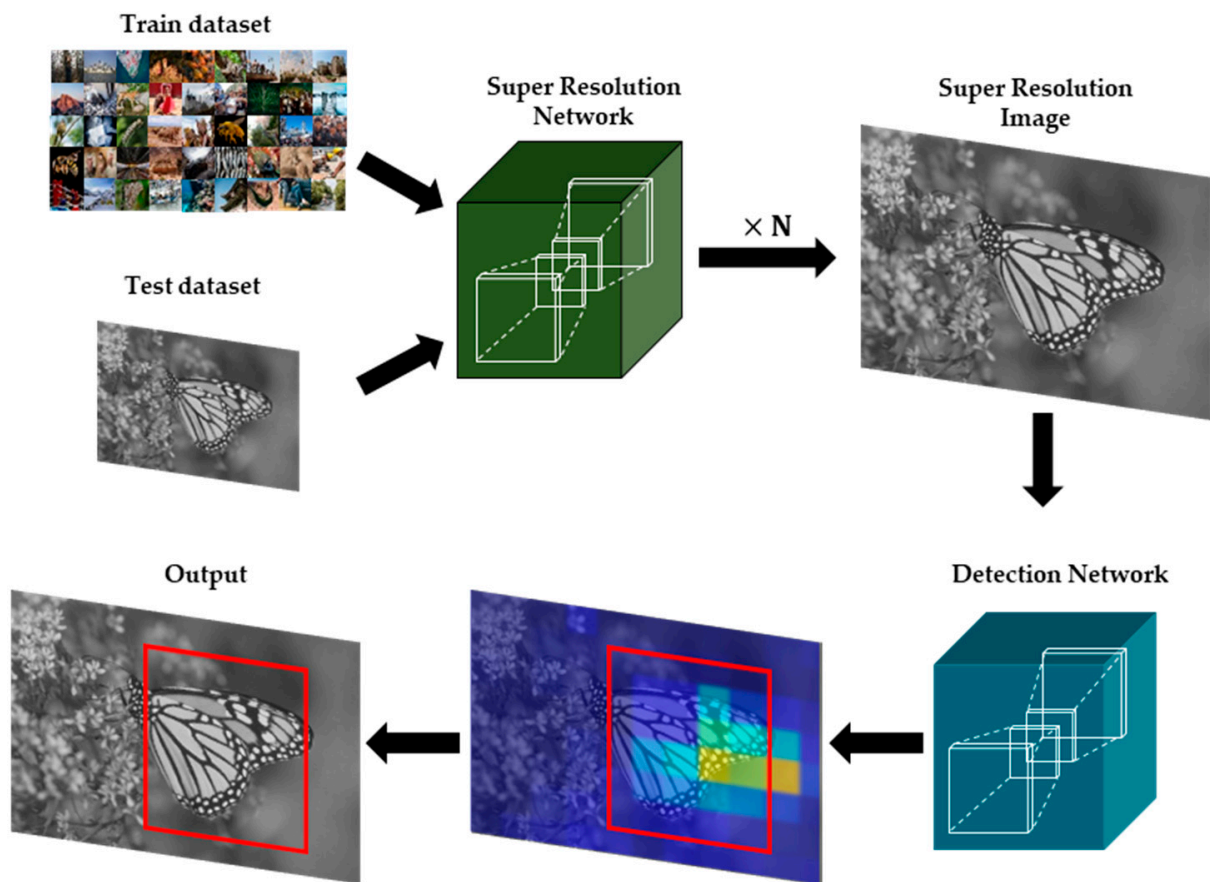 Train dataset
Super Resolution
Network
Super Resolution
Image
× N
Test dataset
Output
Detection Network